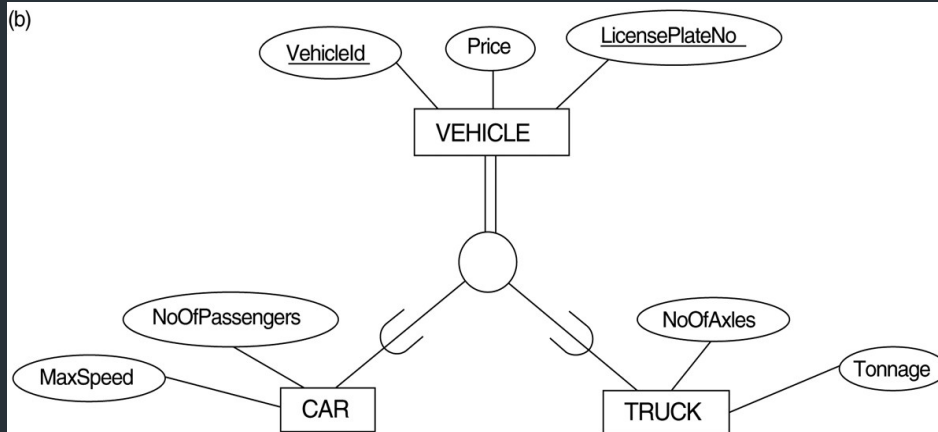 (b)
VehicleId
Price
LicensePlateNo
VEHICLE
NoOfPassengers
NoOfAxles
MaxSpeed
Tonnage
CAR
TRUCK